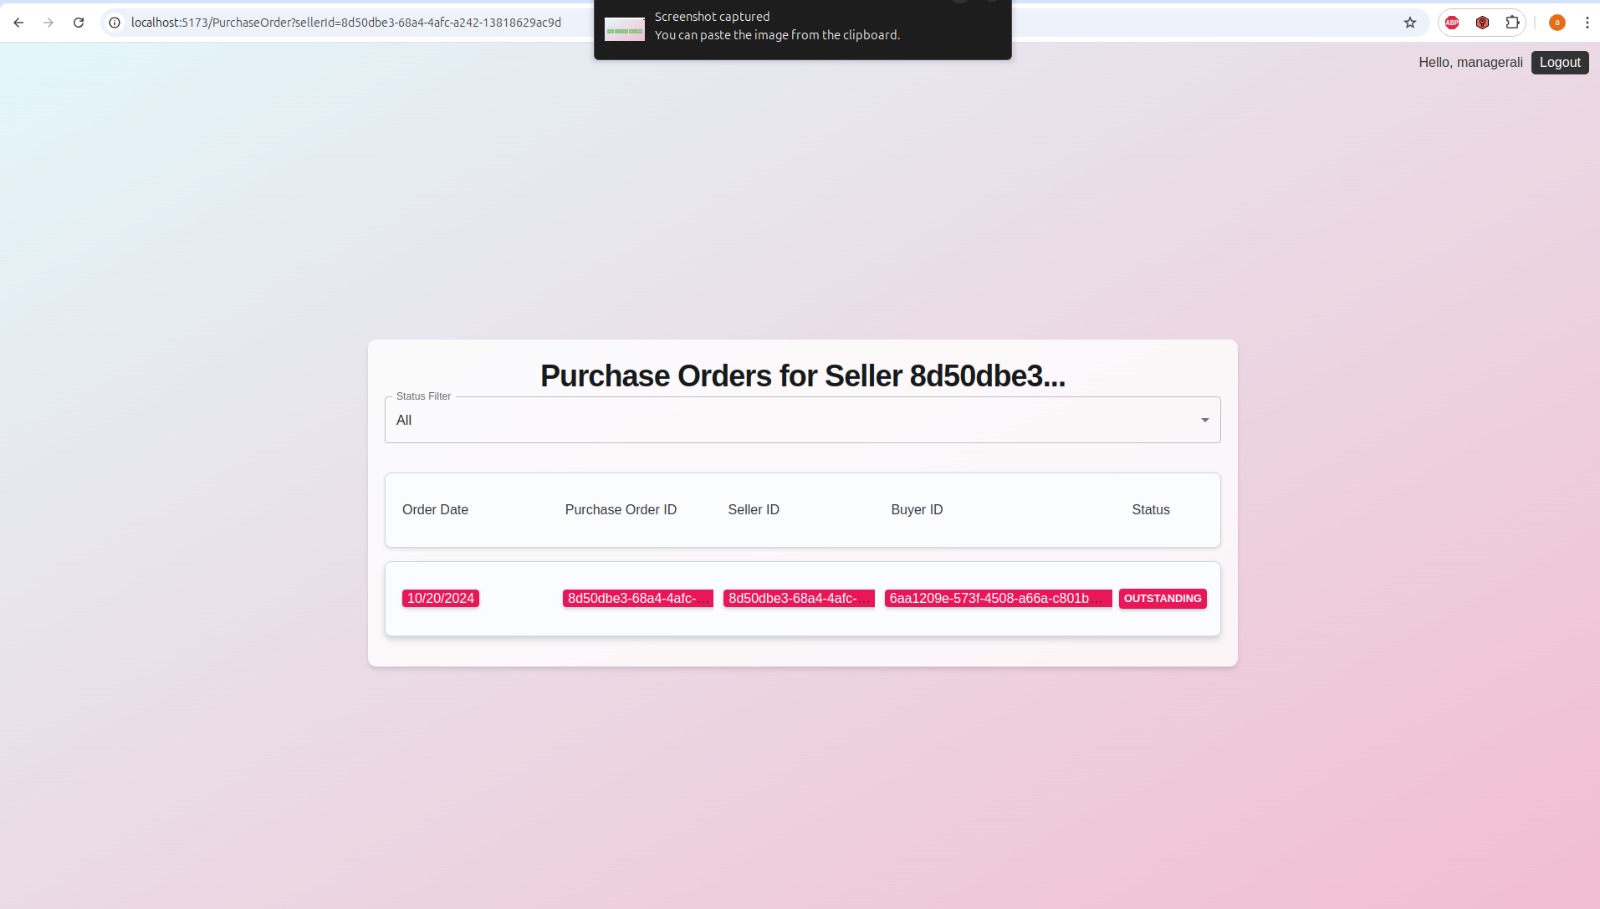 localhost:5173/PurchaseOrder?sellerId=8d50dbe3-68a4-4afc-a242-13818629ac9d
Screenshot captured
You can paste the image from the clipboard.
ABP
a
Hello, managerali Logout
Purchase Orders for Seller 8d50dbe3...
Status Filter
All
Order Date Purchase Order ID Seller ID Buyer ID Status
10/20/2024 8d50dbe3-68a4-4afc-... 8d50dbe3-68a4-4afc-... 6aa1209e-573f-4508-a66a-c801b... OUTSTANDING